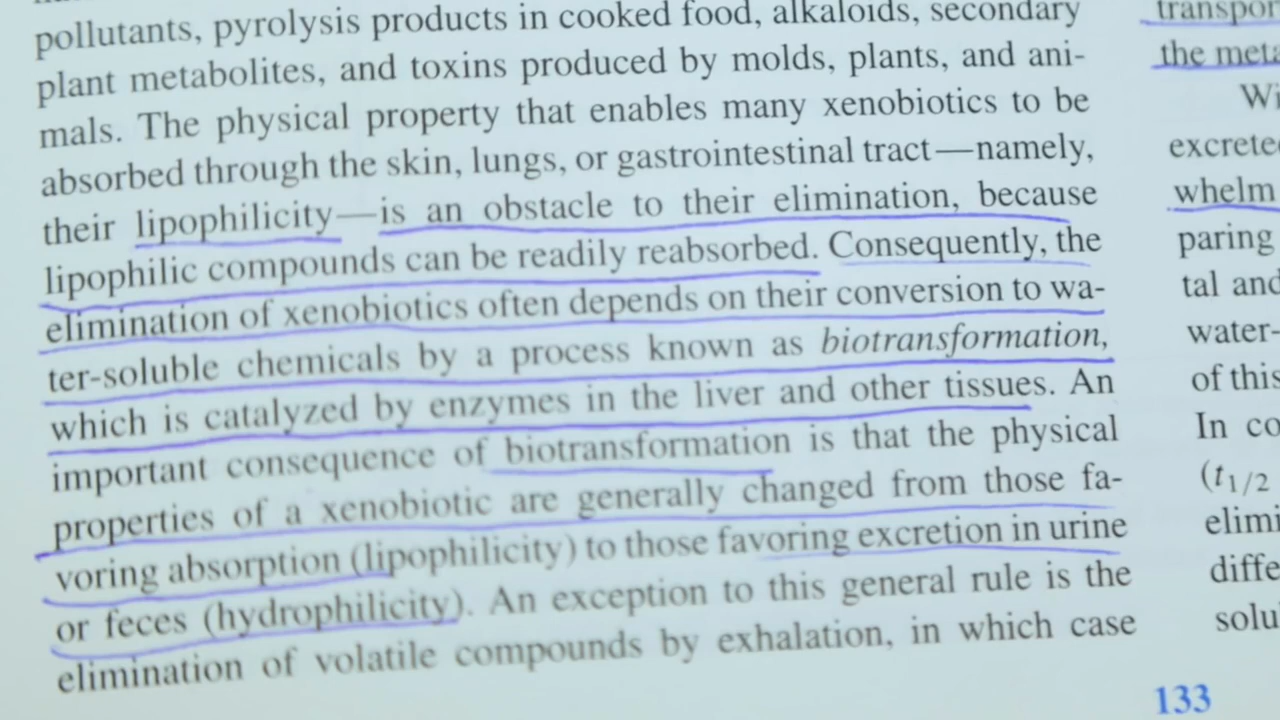 pollutants, pyrolysis products in cooked food, alkaloids, secondary
plant metabolites, and toxins produced by molds, plants, and ani-
mals. The physical property that enables many xenobiotics to be
absorbed through the skin, lungs, or gastrointestinal tract—namely,
their lipophilicity—is an obstacle to their elimination, because
lipophilic compounds can be readily reabsorbed. Consequently, the
elimination of xenobiotics often depends on their conversion to wa-
ter-soluble chemicals by a process known as biotransformation,
which is catalyzed by enzymes in the liver and other tissues. An
important consequence of biotransformation is that the physical
properties of a xenobiotic are generally changed from those fa-
voring absorption (lipophilicity) to those favoring excretion in urine
or feces (hydrophilicity). An exception to this general rule is the
elimination of volatile compounds by exhalation, in which case
transpor
the meta
Wi
excrete
whelm
paring
tal and
water-
of this
In co
(t1/2
elimi
diffe
solu
133